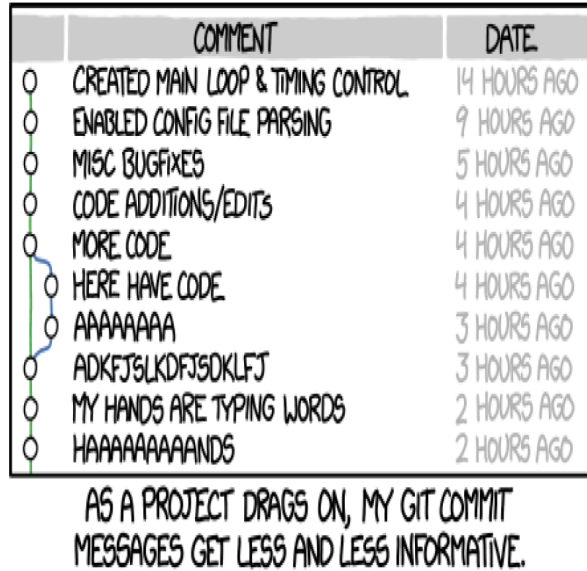 COMMENT DATE
CREATED MAIN LOOP & TIMING CONTROL 14 HOURS AGO
ENABLED CONFIG FILE PARSING 9 HOURS AGO
MISC BUGFIXES 5 HOURS AGO
CODE ADDITIONS/EDITS 4 HOURS AGO
MORE CODE 4 HOURS AGO
HERE HAVE CODE 4 HOURS AGO
AAAAAAAA 3 HOURS AGO
ADKFJSLKDFJSDKLFJ 3 HOURS AGO
MY HANDS ARE TYPING WORDS 2 HOURS AGO
HAAAAAAAAANDS 2 HOURS AGO
AS A PROJECT DRAGS ON, MY GIT COMMIT
MESSAGES GET LESS AND LESS INFORMATIVE.